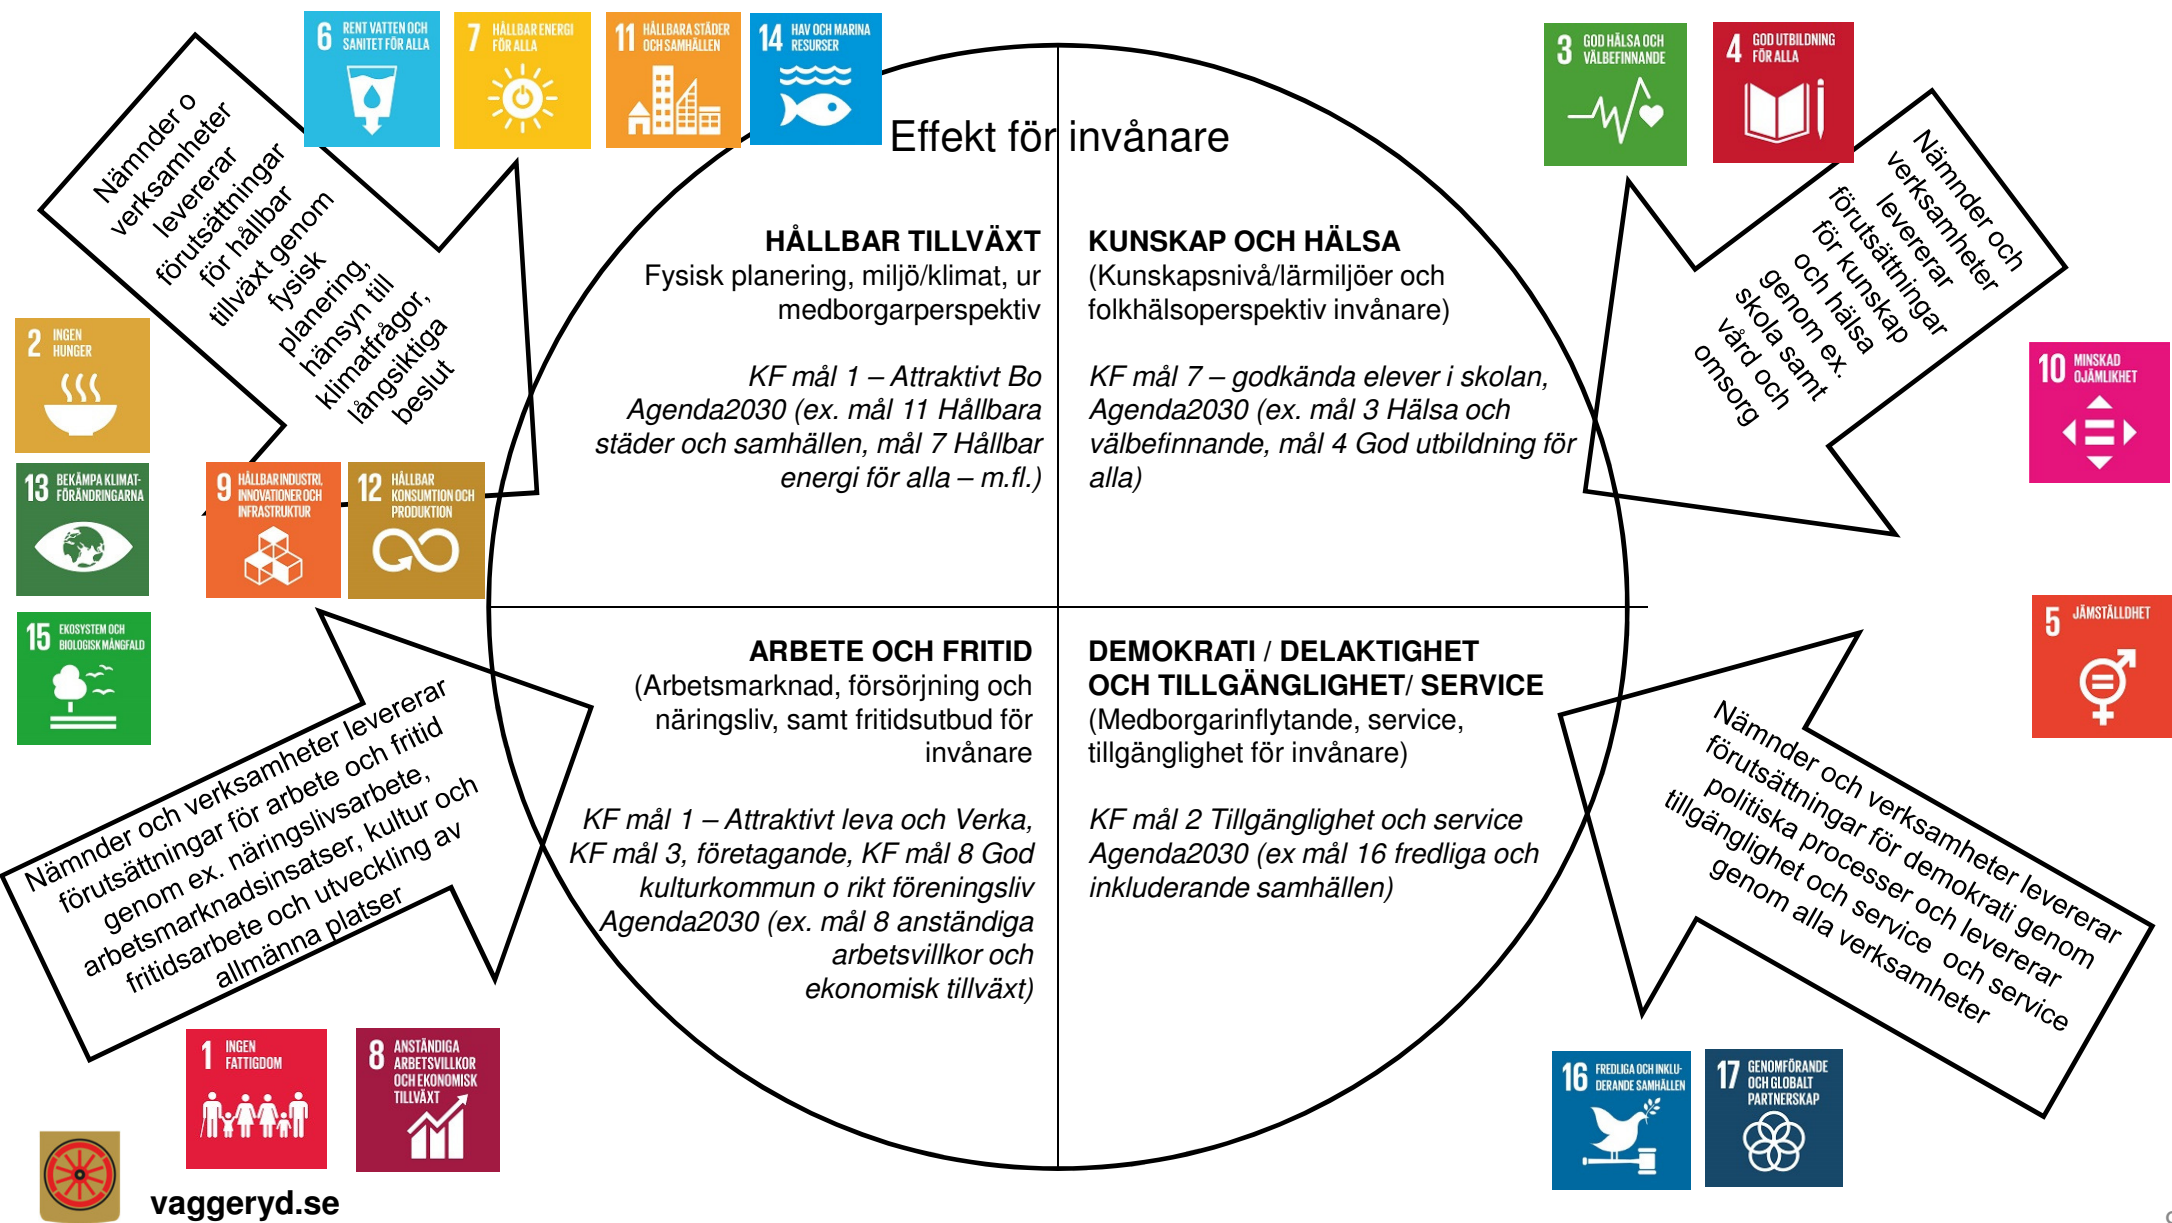 6 RENT VATTEN OCH
SANITET FÖR ALLA
7 HÅLLBAR ENERGI
FÖR ALLA
11 HÅLLBARA STÄDER
OCH SAMHÄLLEN
14 HAV OCH MARINA
RESURSER
3 GOD HÄLSA OCH
VÄLBEFINNANDE
4 GOD UTBILDNING
FÖR ALLA
Effekt för invånare
Nämnder o
verksamheter
levererar
förutsättningar
för hållbar
tillväxt genom
fysisk
planering,
hänsyn till
klimatfrågor,
långsiktiga
beslut
HÅLLBAR TILLVÄXT
Fysisk planering, miljö/klimat, ur
medborgarperspektiv
KF mål 1 – Attraktivt Bo
Agenda2030 (ex. mål 11 Hållbara
städer och samhällen, mål 7 Hållbar
energi för alla – m.fl.)
KUNSKAP OCH HÄLSA
(Kunskapsnivå/lärmiljöer och
folkhälsoperspektiv invånare)
KF mål 7 – godkända elever i skolan,
Agenda2030 (ex. mål 3 Hälsa och
välbefinnande, mål 4 God utbildning för
alla)
Nämnder och
verksamheter
levererar
förutsättningar
för kunskap
och hälsa
genom ex.
skola samt
vård och
omsorg
2 INGEN
HUNGER
10 MINSKAD
OJÄMLIKHET
13 BEKÄMPA KLIMAT-
FÖRÄNDRINGARNA
9 HÅLLBAR INDUSTRI,
INNOVATIONER OCH
INFRASTRUKTUR
12 HÅLLBAR
KONSUMTION OCH
PRODUKTION
15 EKOSYSTEM OCH
BIOLOGISK MÅNGFALD
5 JÄMSTÄLLDHET
Nämnder och verksamheter levererar
förutsättningar för arbete och fritid
genom ex. näringslivsarbete,
arbetsmarknadsinsatser, kultur och
fritidsarbete och utveckling av
allmänna platser
ARBETE OCH FRITID
(Arbetsmarknad, försörjning och
näringsliv, samt fritidsutbud för
invånare
KF mål 1 – Attraktivt leva och Verka,
KF mål 3, företagande, KF mål 8 God
kulturkommun o rikt föreningsliv
Agenda2030 (ex. mål 8 anständiga
arbetsvillkor och
ekonomisk tillväxt)
DEMOKRATI / DELAKTIGHET
OCH TILLGÄNGLIGHET/ SERVICE
(Medborgarinflytande, service,
tillgänglighet för invånare)
KF mål 2 Tillgänglighet och service
Agenda2030 (ex mål 16 fredliga och
inkluderande samhällen)
Nämnder och verksamheter levererar
förutsättningar för demokrati genom
politiska processer och levererar
tillgänglighet och service och service
genom alla verksamheter
1 INGEN
FATTIGDOM
8 ANSTÄNDIGA
ARBETSVILLKOR
OCH EKONOMISK
TILLVÄXT
16 FREDLIGA OCH INKLU-
DERANDE SAMHÄLLEN
17 GENOMFÖRANDE
OCH GLOBALT
PARTNERSKAP
vaggeryd.se